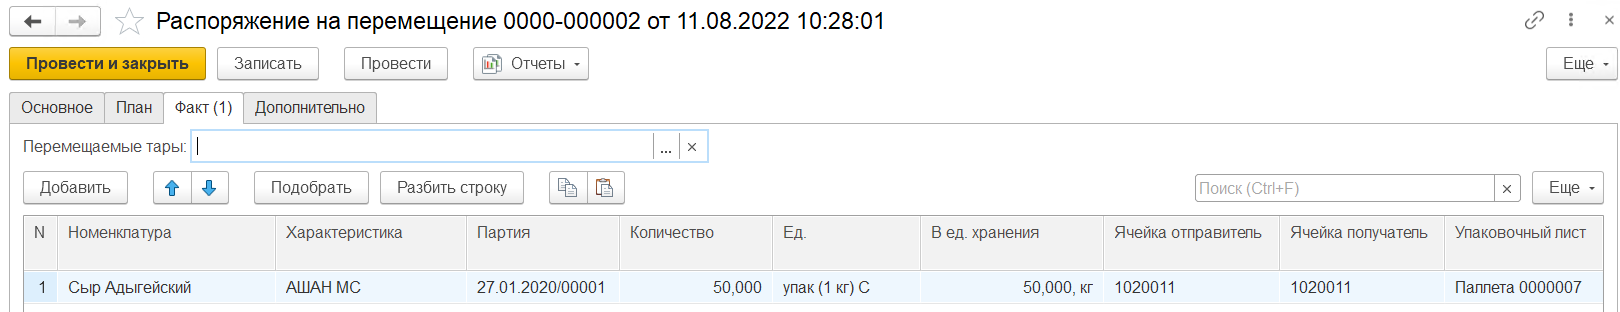 Распоряжение на перемещение 0000-000002 от 11.08.2022 10:28:01
Провести и закрыть Записать Провести Отчеты Еще
Основное План Факт (1) Дополнительно
Перемещаемые тары: ...
Добавить Подобрать Разбить строку Поиск (Ctrl+F) Еще
N Номенклатура Характеристика Партия Количество Ед. В ед. хранения Ячейка отправитель Ячейка получатель Упаковочный лист
1 Сыр Адыгейский АШАН МС 27.01.2020/00001 50,000 упак (1 кг) С 50,000, кг 1020011 1020011 Паллета 0000007